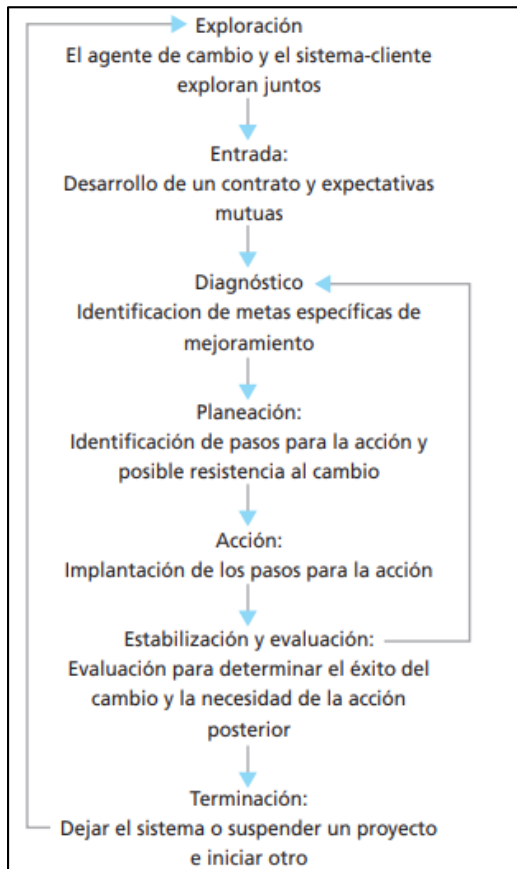 Exploración
El agente de cambio y el sistema-cliente
exploran juntos
Entrada:
Desarrollo de un contrato y expectativas
mutuas
Diagnóstico
Identificacion de metas específicas de
mejoramiento
Planeación:
Identificación de pasos para la acción y
posible resistencia al cambio
Acción:
Implantación de los pasos para la acción
Estabilización y evaluación:
Evaluación para determinar el éxito del
cambio y la necesidad de la acción
posterior
Terminación:
Dejar el sistema o suspender un proyecto
e iniciar otro